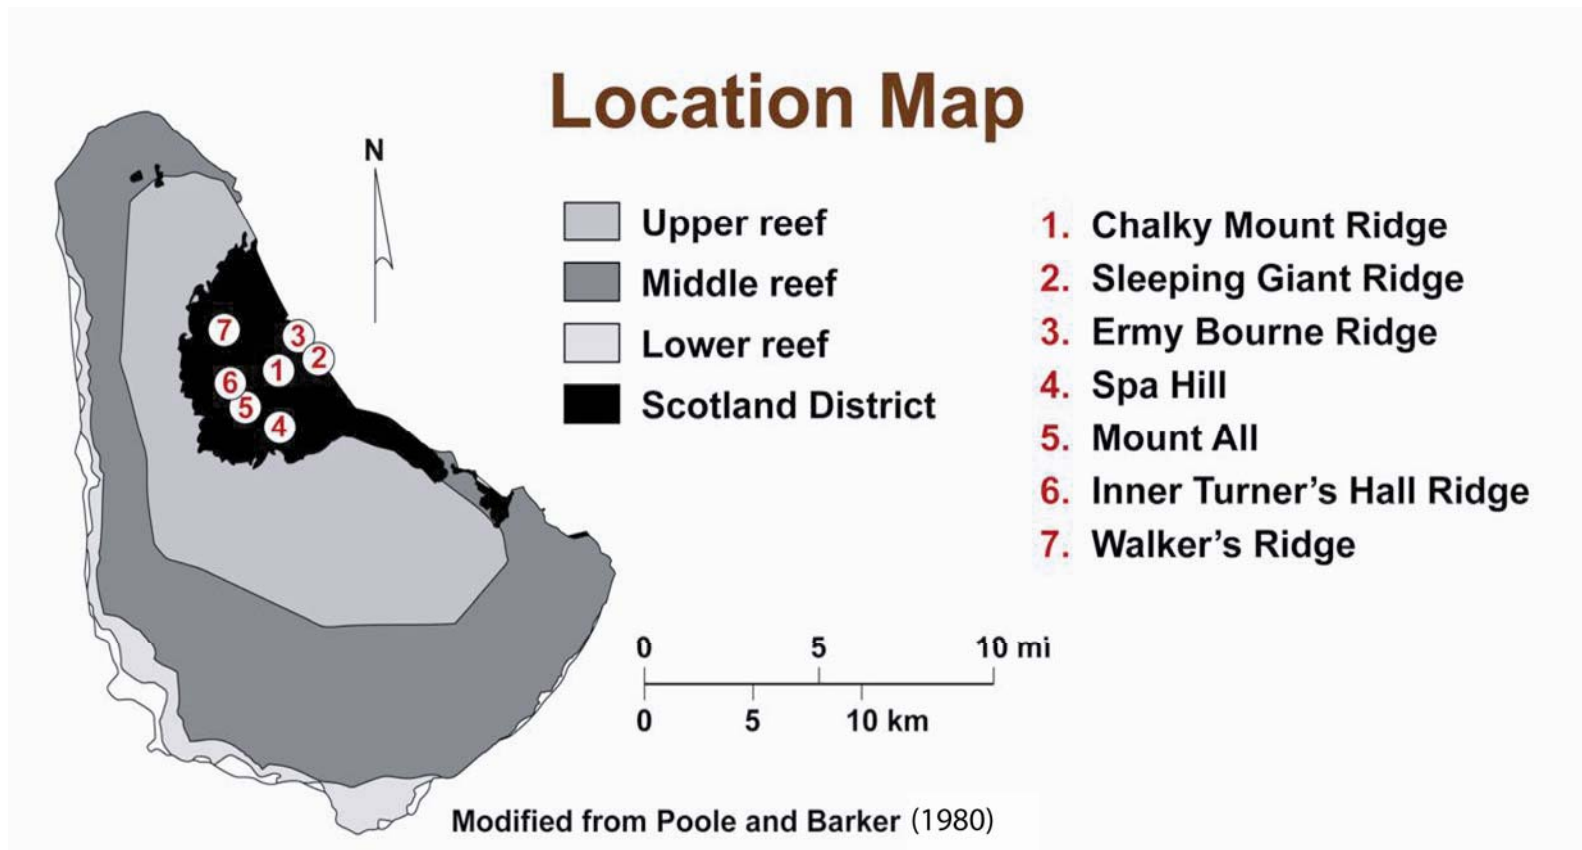 Location Map
N
Upper reef
Middle reef
Lower reef
Scotland District
1. Chalky Mount Ridge
2. Sleeping Giant Ridge
3. Ermy Bourne Ridge
4. Spa Hill
5. Mount All
6. Inner Turner's Hall Ridge
7. Walker's Ridge
7
3
2
1
6
5
4
0 5 10 mi
0 5 10 km
Modified from Poole and Barker (1980)